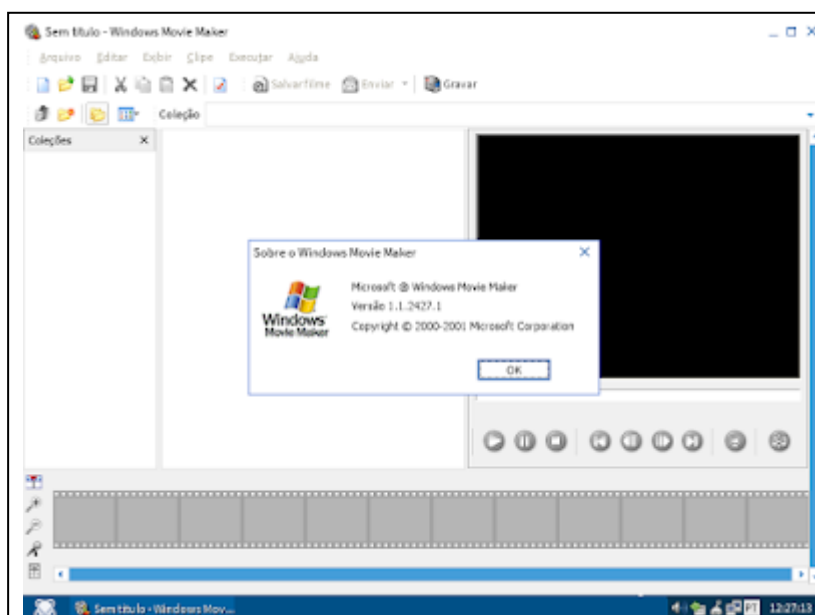 Sem título - Windows Movie Maker
Arquivo Editar Exibir Clipe Executar Ajuda
Salvar filme Enviar Gravar
Coleção
Coleções
Sobre o Windows Movie Maker
Microsoft ® Windows Movie Maker
Versão 1.1.2427.1
Copyright © 2000-2001 Microsoft Corporation
Windows
Movie Maker
OK
Sem título - Windows Mov...
PT
12:27:13